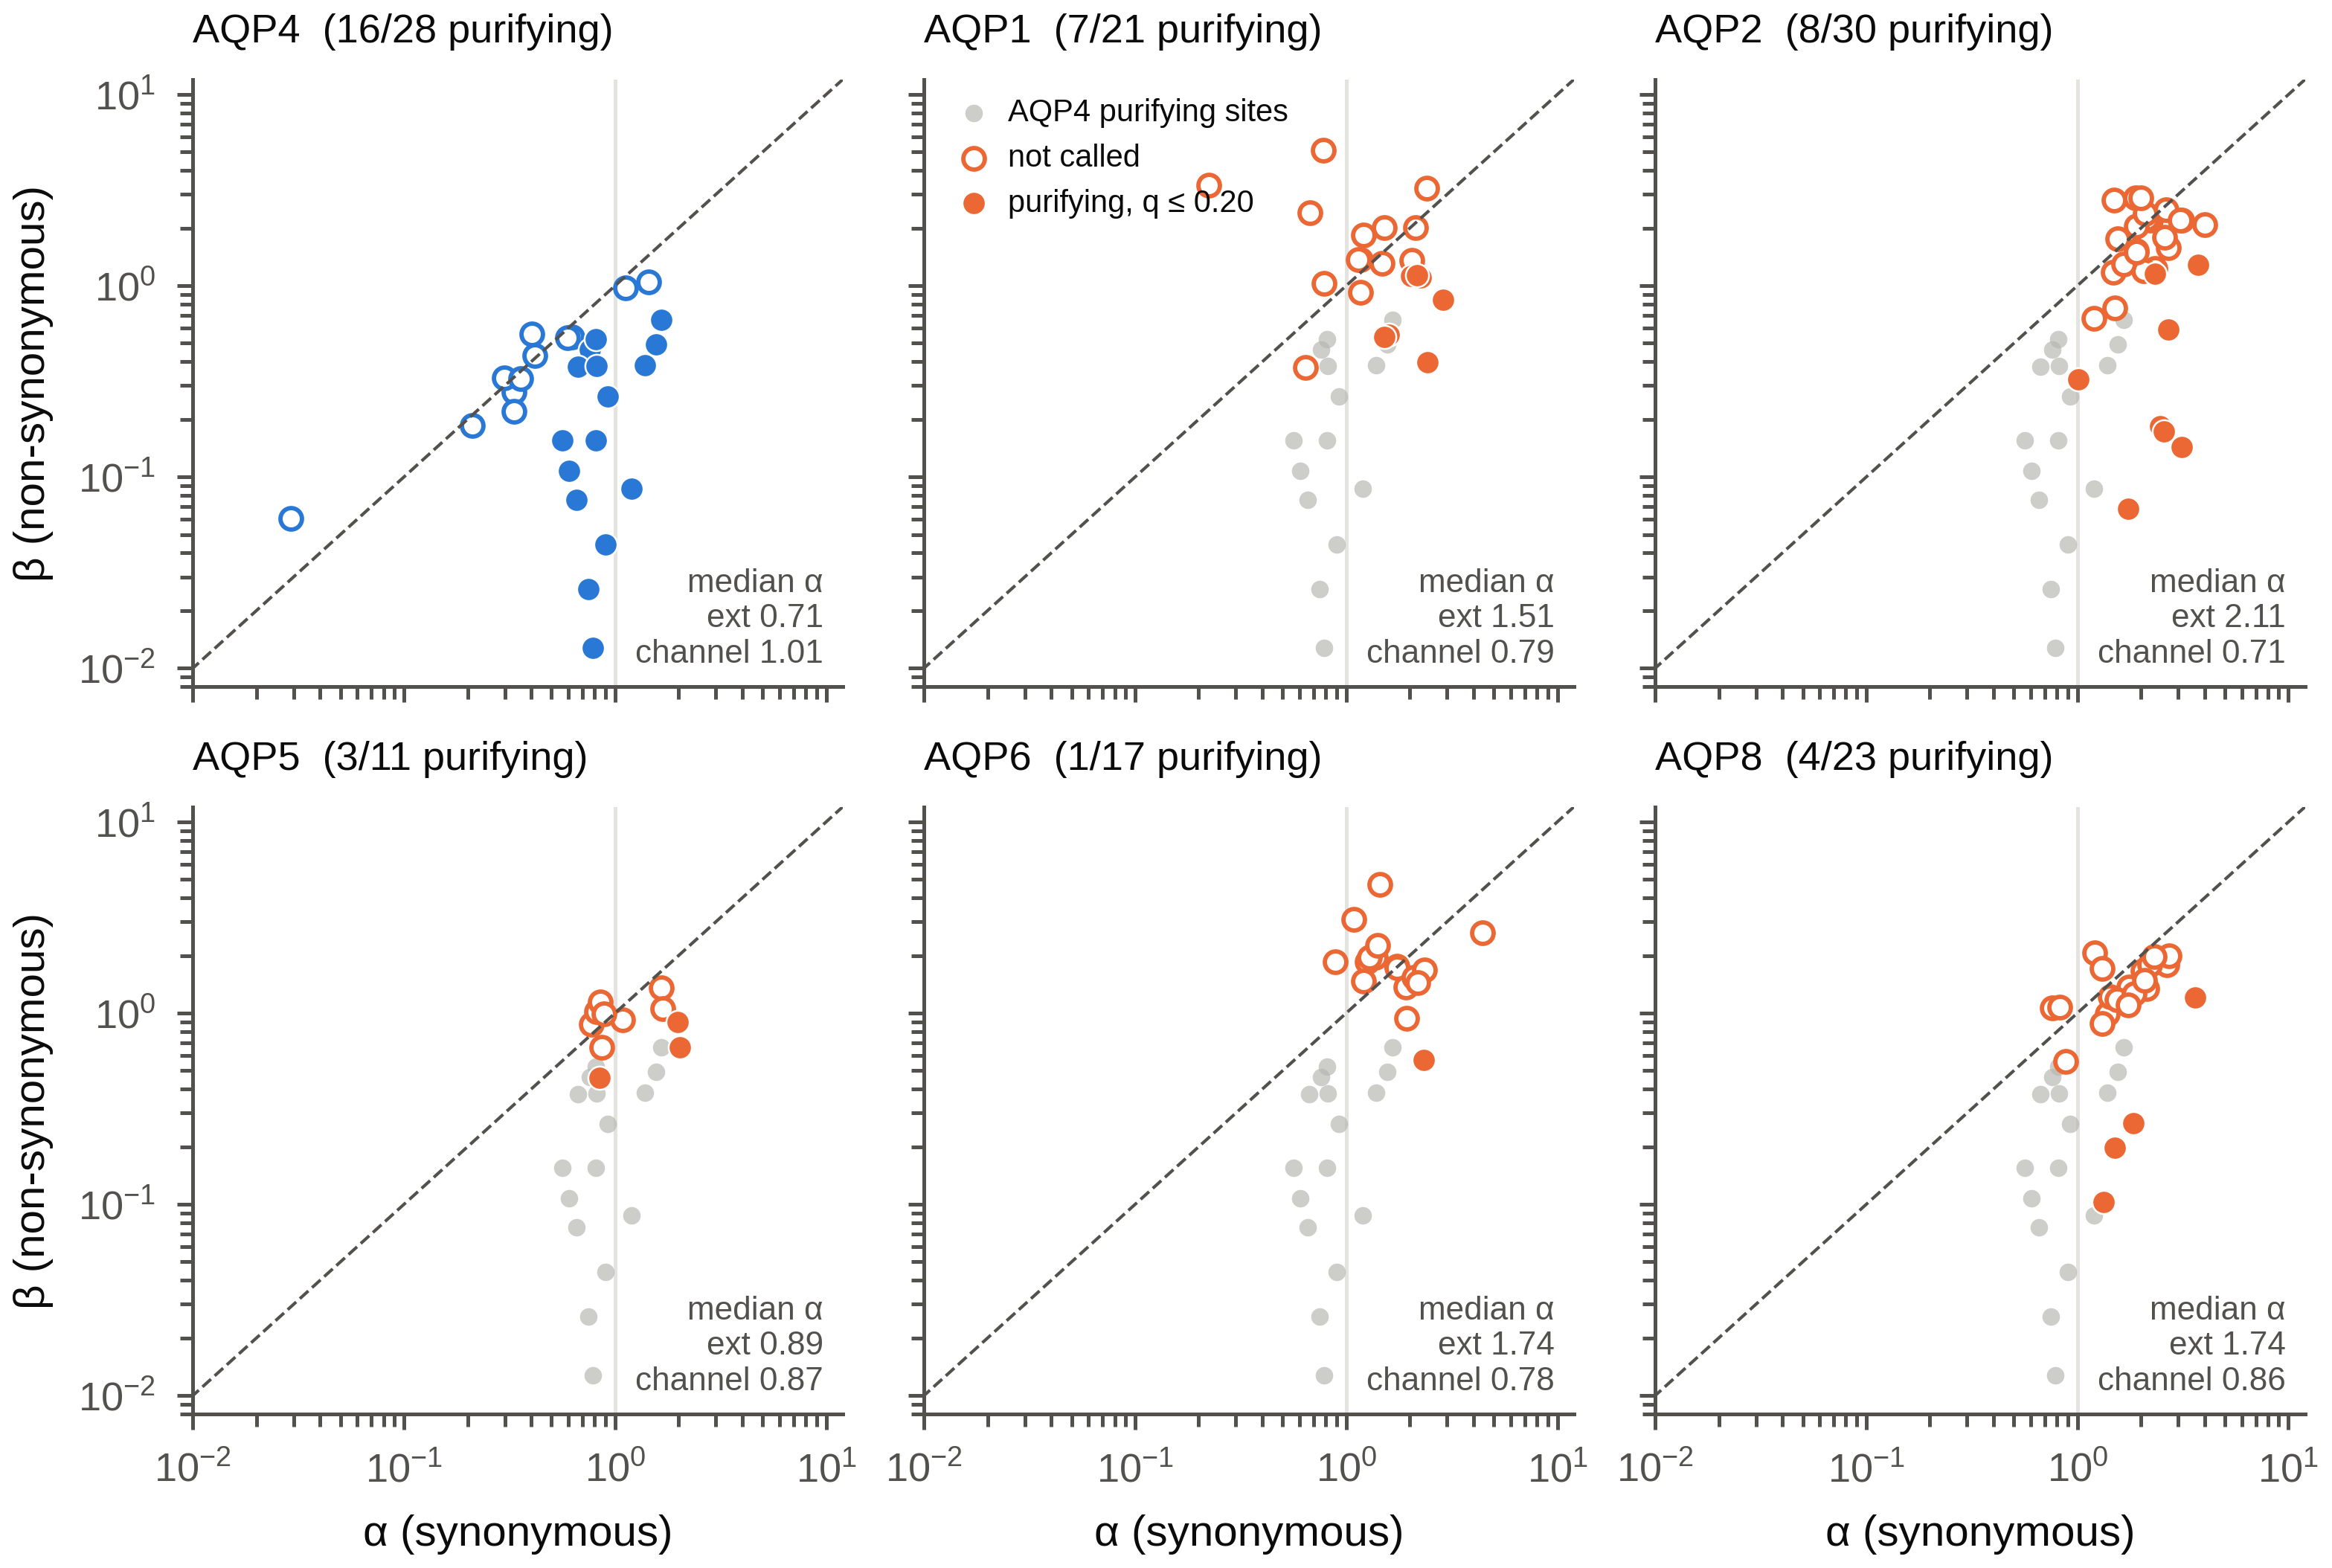 AQP4 (16/28 purifying)
AQP1 (7/21 purifying)
AQP2 (8/30 purifying)
β (non-synonymous)
10¹
10⁰
10⁻¹
10⁻²
median α
ext 0.71
channel 1.01
AQP4 purifying sites
not called
purifying, q ≤ 0.20
median α
ext 1.51
channel 0.79
median α
ext 2.11
channel 0.71
AQP5 (3/11 purifying)
AQP6 (1/17 purifying)
AQP8 (4/23 purifying)
β (non-synonymous)
10¹
10⁰
10⁻¹
10⁻²
median α
ext 0.89
channel 0.87
median α
ext 1.74
channel 0.78
median α
ext 1.74
channel 0.86
10⁻² 10⁻¹ 10⁰ 10¹
10⁻² 10⁻¹ 10⁰ 10¹
10⁻² 10⁻¹ 10⁰ 10¹
α (synonymous)
α (synonymous)
α (synonymous)